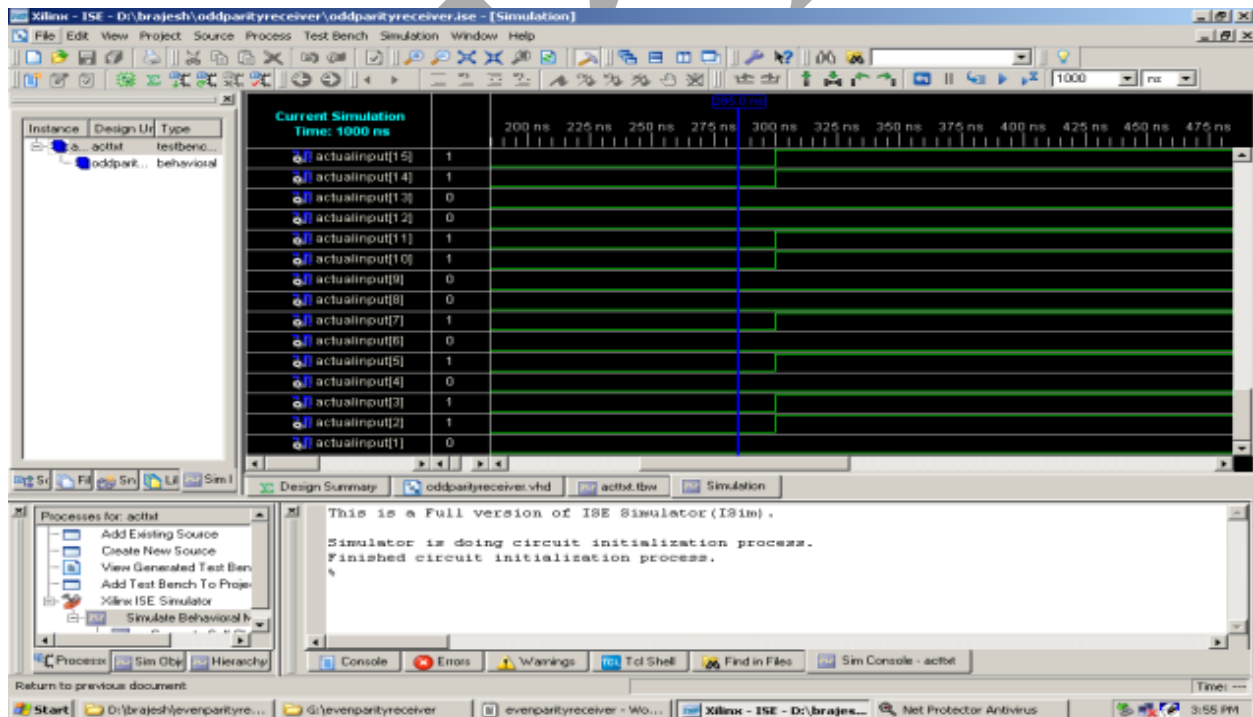 Xilinx - ISE - D:\brajesh\oddparityreceiver\oddparityreceiver.ise - [Simulation]
File Edit View Project Source Process Test Bench Simulation Window Help
1000 ns
Instance Design Ur Type
a... acttxt testbenc...
oddparit... behavioral
Current Simulation
Time: 1000 ns
200 ns 225 ns 250 ns 275 ns 300 ns 325 ns 350 ns 375 ns 400 ns 425 ns 450 ns 475 ns
actualinput[15] 1
actualinput[14] 1
actualinput[13] 0
actualinput[12] 0
actualinput[11] 1
actualinput[10] 1
actualinput[9] 0
actualinput[8] 0
actualinput[7] 1
actualinput[6] 0
actualinput[5] 1
actualinput[4] 0
actualinput[3] 1
actualinput[2] 1
actualinput[1] 0
Fil Sn Sim I
Design Summary oddparityreceiver.vhd acttxt.tbw Simulation
Processes for: acttxt
Add Existing Source
Create New Source
View Generated Test Ben
Add Test Bench To Proje
Xilinx ISE Simulator
Simulate Behavioral M
This is a Full version of ISE Simulator(ISim).
Simulator is doing circuit initialization process.
Finished circuit initialization process.
%
Processe Sim Obje Hierarchy
Console Errors Warnings Tcl Shell Find in Files Sim Console - acttxt
Return to previous document Time: ---
Start D:\brajesh\evenparityre... G:\evenparityreceiver evenparityreceiver - Wo... Xilinx - ISE - D:\brajes... Net Protector Antivirus 3:55 PM